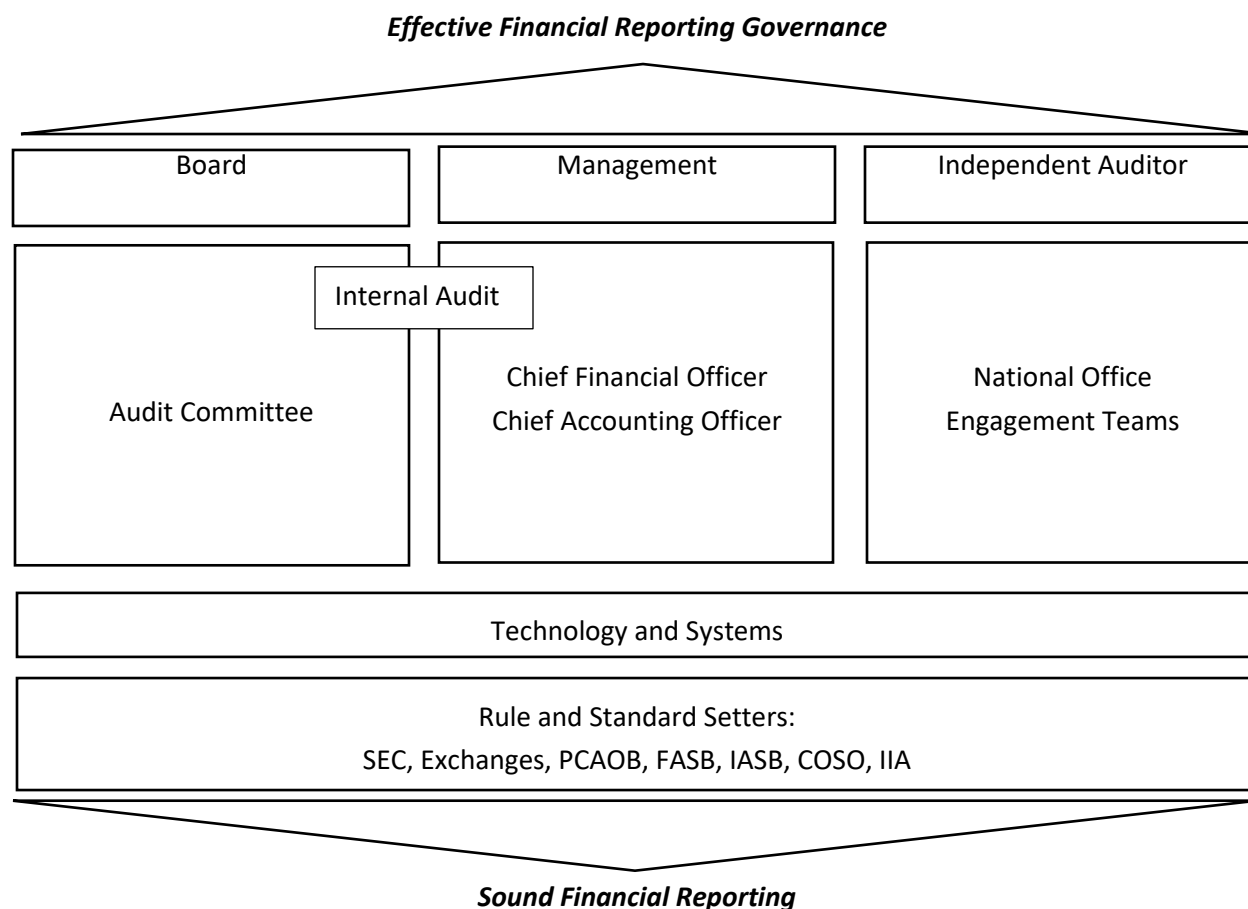 Effective Financial Reporting Governance
Board
Management
Independent Auditor
Internal Audit
Audit Committee
Chief Financial Officer
Chief Accounting Officer
National Office
Engagement Teams
Technology and Systems
Rule and Standard Setters:
SEC, Exchanges, PCAOB, FASB, IASB, COSO, IIA
Sound Financial Reporting